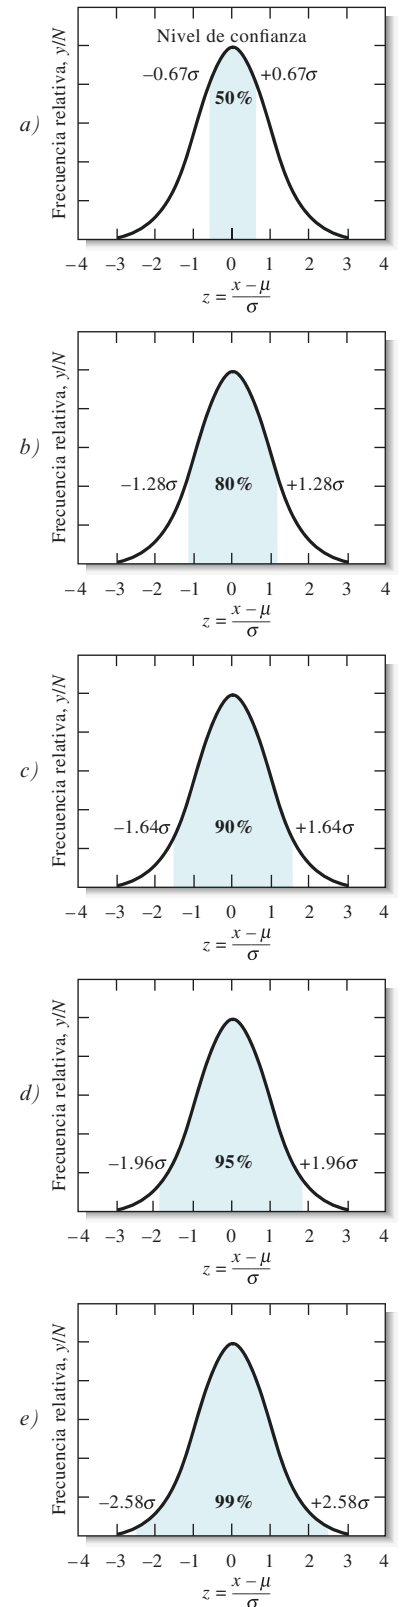 Nivel de confianza
–0.67σ
+0.67σ
50%
a)
Frecuencia relativa, y/N
–4 –3 –2 –1 0 1 2 3 4
z = x – μ
σ
b)
Frecuencia relativa, y/N
–1.28σ
80%
+1.28σ
–4 –3 –2 –1 0 1 2 3 4
z = x – μ
σ
c)
Frecuencia relativa, y/N
–1.64σ
90%
+1.64σ
–4 –3 –2 –1 0 1 2 3 4
z = x – μ
σ
d)
Frecuencia relativa, y/N
–1.96σ
95%
+1.96σ
–4 –3 –2 –1 0 1 2 3 4
z = x – μ
σ
e)
Frecuencia relativa, y/N
–2.58σ
99%
+2.58σ
–4 –3 –2 –1 0 1 2 3 4
z = x – μ
σ